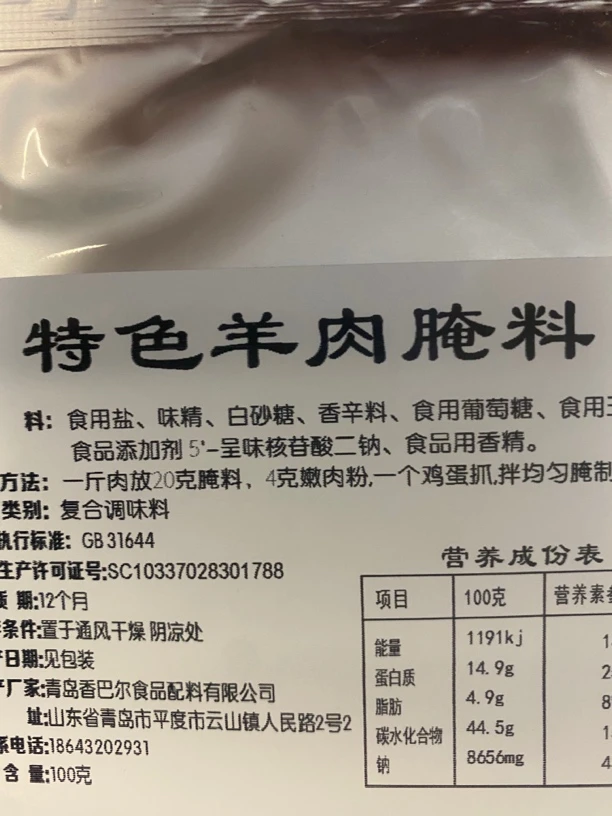 特色羊肉腌料
料: 食用盐、味精、白砂糖、香辛料、食用葡萄糖、食用玉
食品添加剂 5'-呈味核苷酸二钠、食品用香精。
方法: 一斤肉放20克腌料, 4克嫩肉粉,一个鸡蛋抓,拌均匀腌制
类别: 复合调味料
执行标准: GB 31644
生产许可证号:SC10337028301788
质 期:12个月
条件:置于通风干燥 阴凉处
日期:见包装
厂家:青岛香巴尔食品配料有限公司
址:山东省青岛市平度市云山镇人民路2号2
系电话:18643202931
含 量:100克
营养成份表
项目 100克 营养素参
能量 1191kj 1
蛋白质 14.9g 2
脂肪 4.9g 8
碳水化合物 44.5g 1
钠 8656mg 4